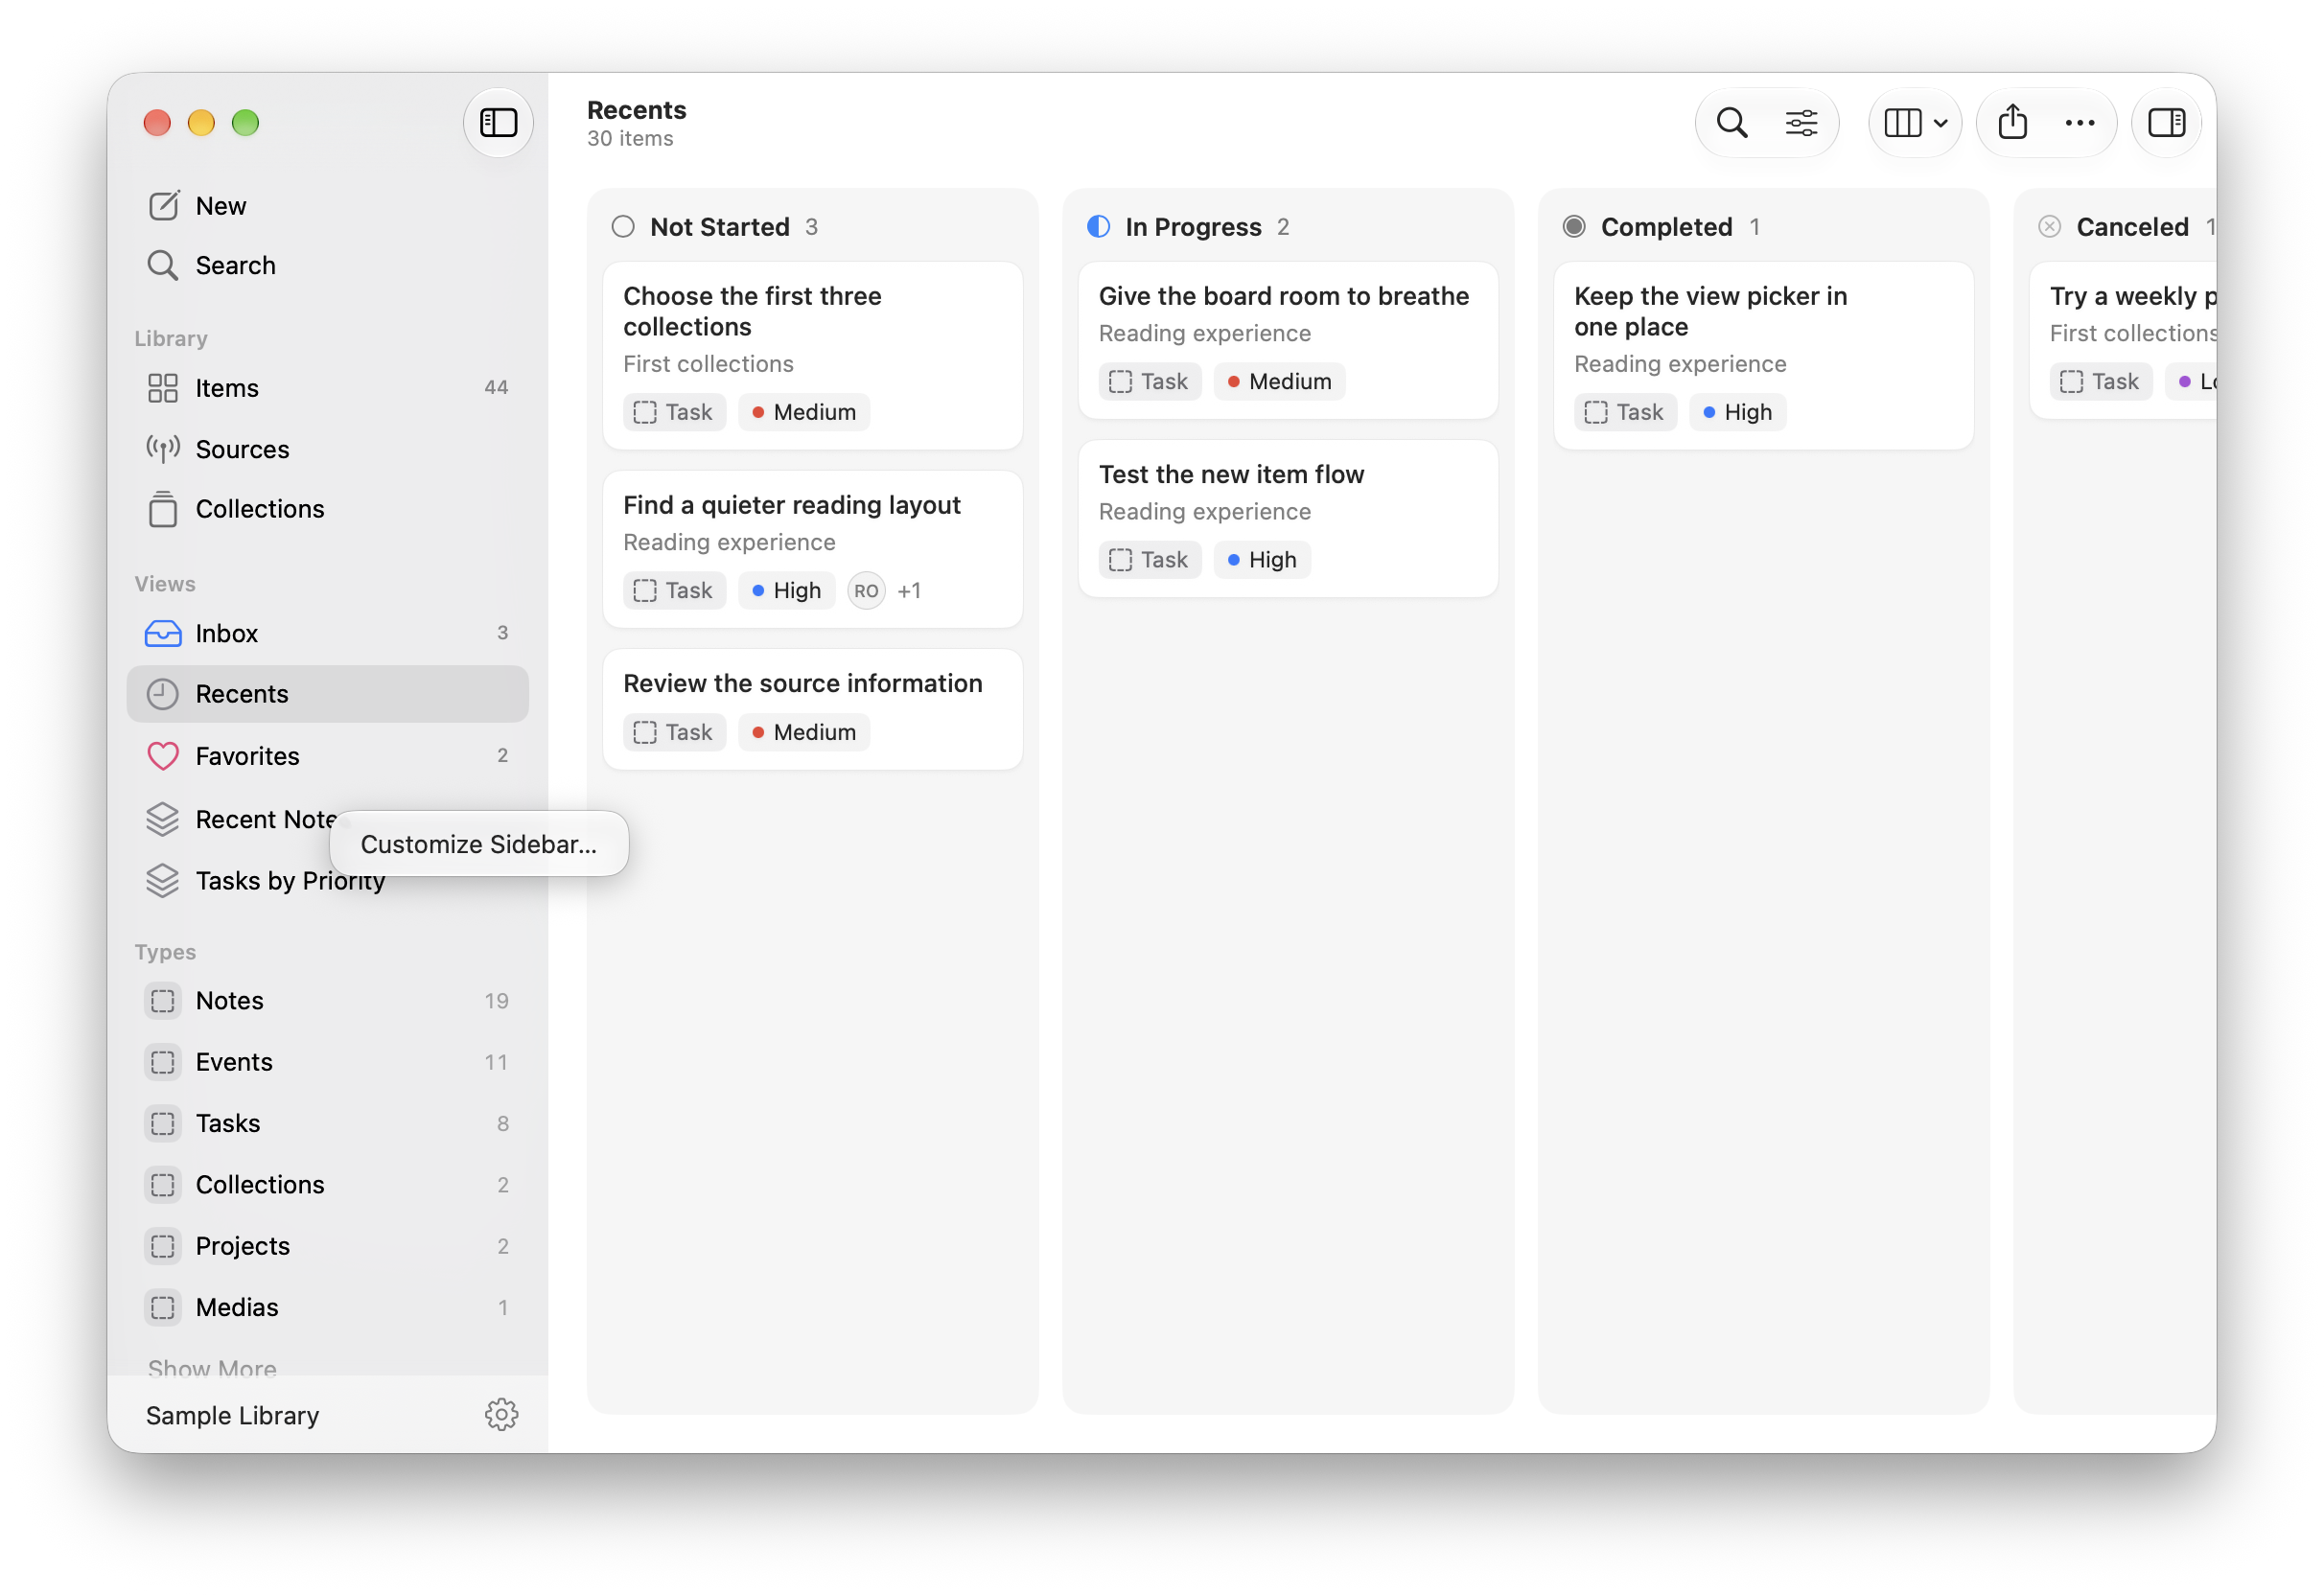 Recents
30 items
New
Search
Library
Items 44
Sources
Collections
Views
Inbox 3
Recents
Favorites 2
Recent Note
Customize Sidebar...
Tasks by Priority
Types
Notes 19
Events 11
Tasks 8
Collections 2
Projects 2
Medias 1
Show More
Sample Library
Not Started 3
Choose the first three
collections
First collections
Task Medium
Find a quieter reading layout
Reading experience
Task High RO +1
Review the source information
Task Medium
In Progress 2
Give the board room to breathe
Reading experience
Task Medium
Test the new item flow
Reading experience
Task High
Completed 1
Keep the view picker in
one place
Reading experience
Task High
Canceled 1
Try a weekly
First collections
Task